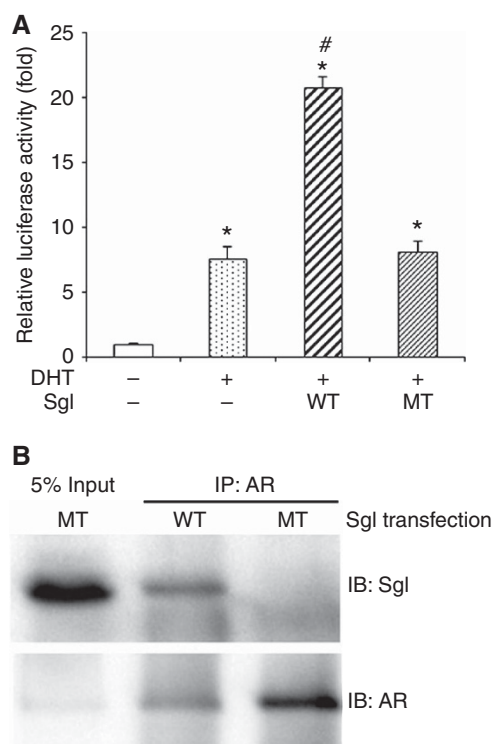 A
Relative luciferase activity (fold)
25
20
15
10
5
0
#
*
*
*
DHT – + + +
Sgl – – WT MT
B
5% Input IP: AR
MT WT MT Sgl transfection
IB: Sgl
IB: AR